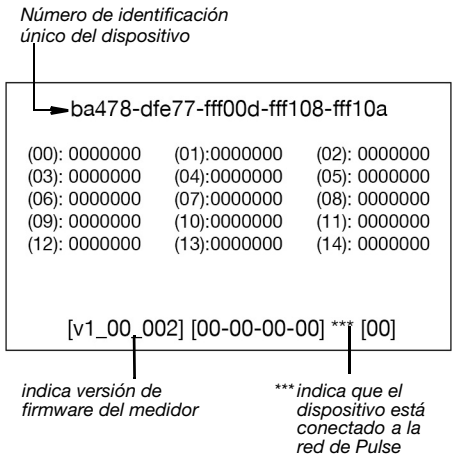 Número de identificación
único del dispositivo
ba478-dfe77-fff00d-fff108-fff10a
(00): 0000000 (01):0000000 (02): 0000000
(03): 0000000 (04):0000000 (05): 0000000
(06): 0000000 (07):0000000 (08): 0000000
(09): 0000000 (10):0000000 (11): 0000000
(12): 0000000 (13):0000000 (14): 0000000
[v1_00_002] [00-00-00-00] *** [00]
indica versión de
firmware del medidor
*** indica que el
dispositivo está
conectado a la
red de Pulse